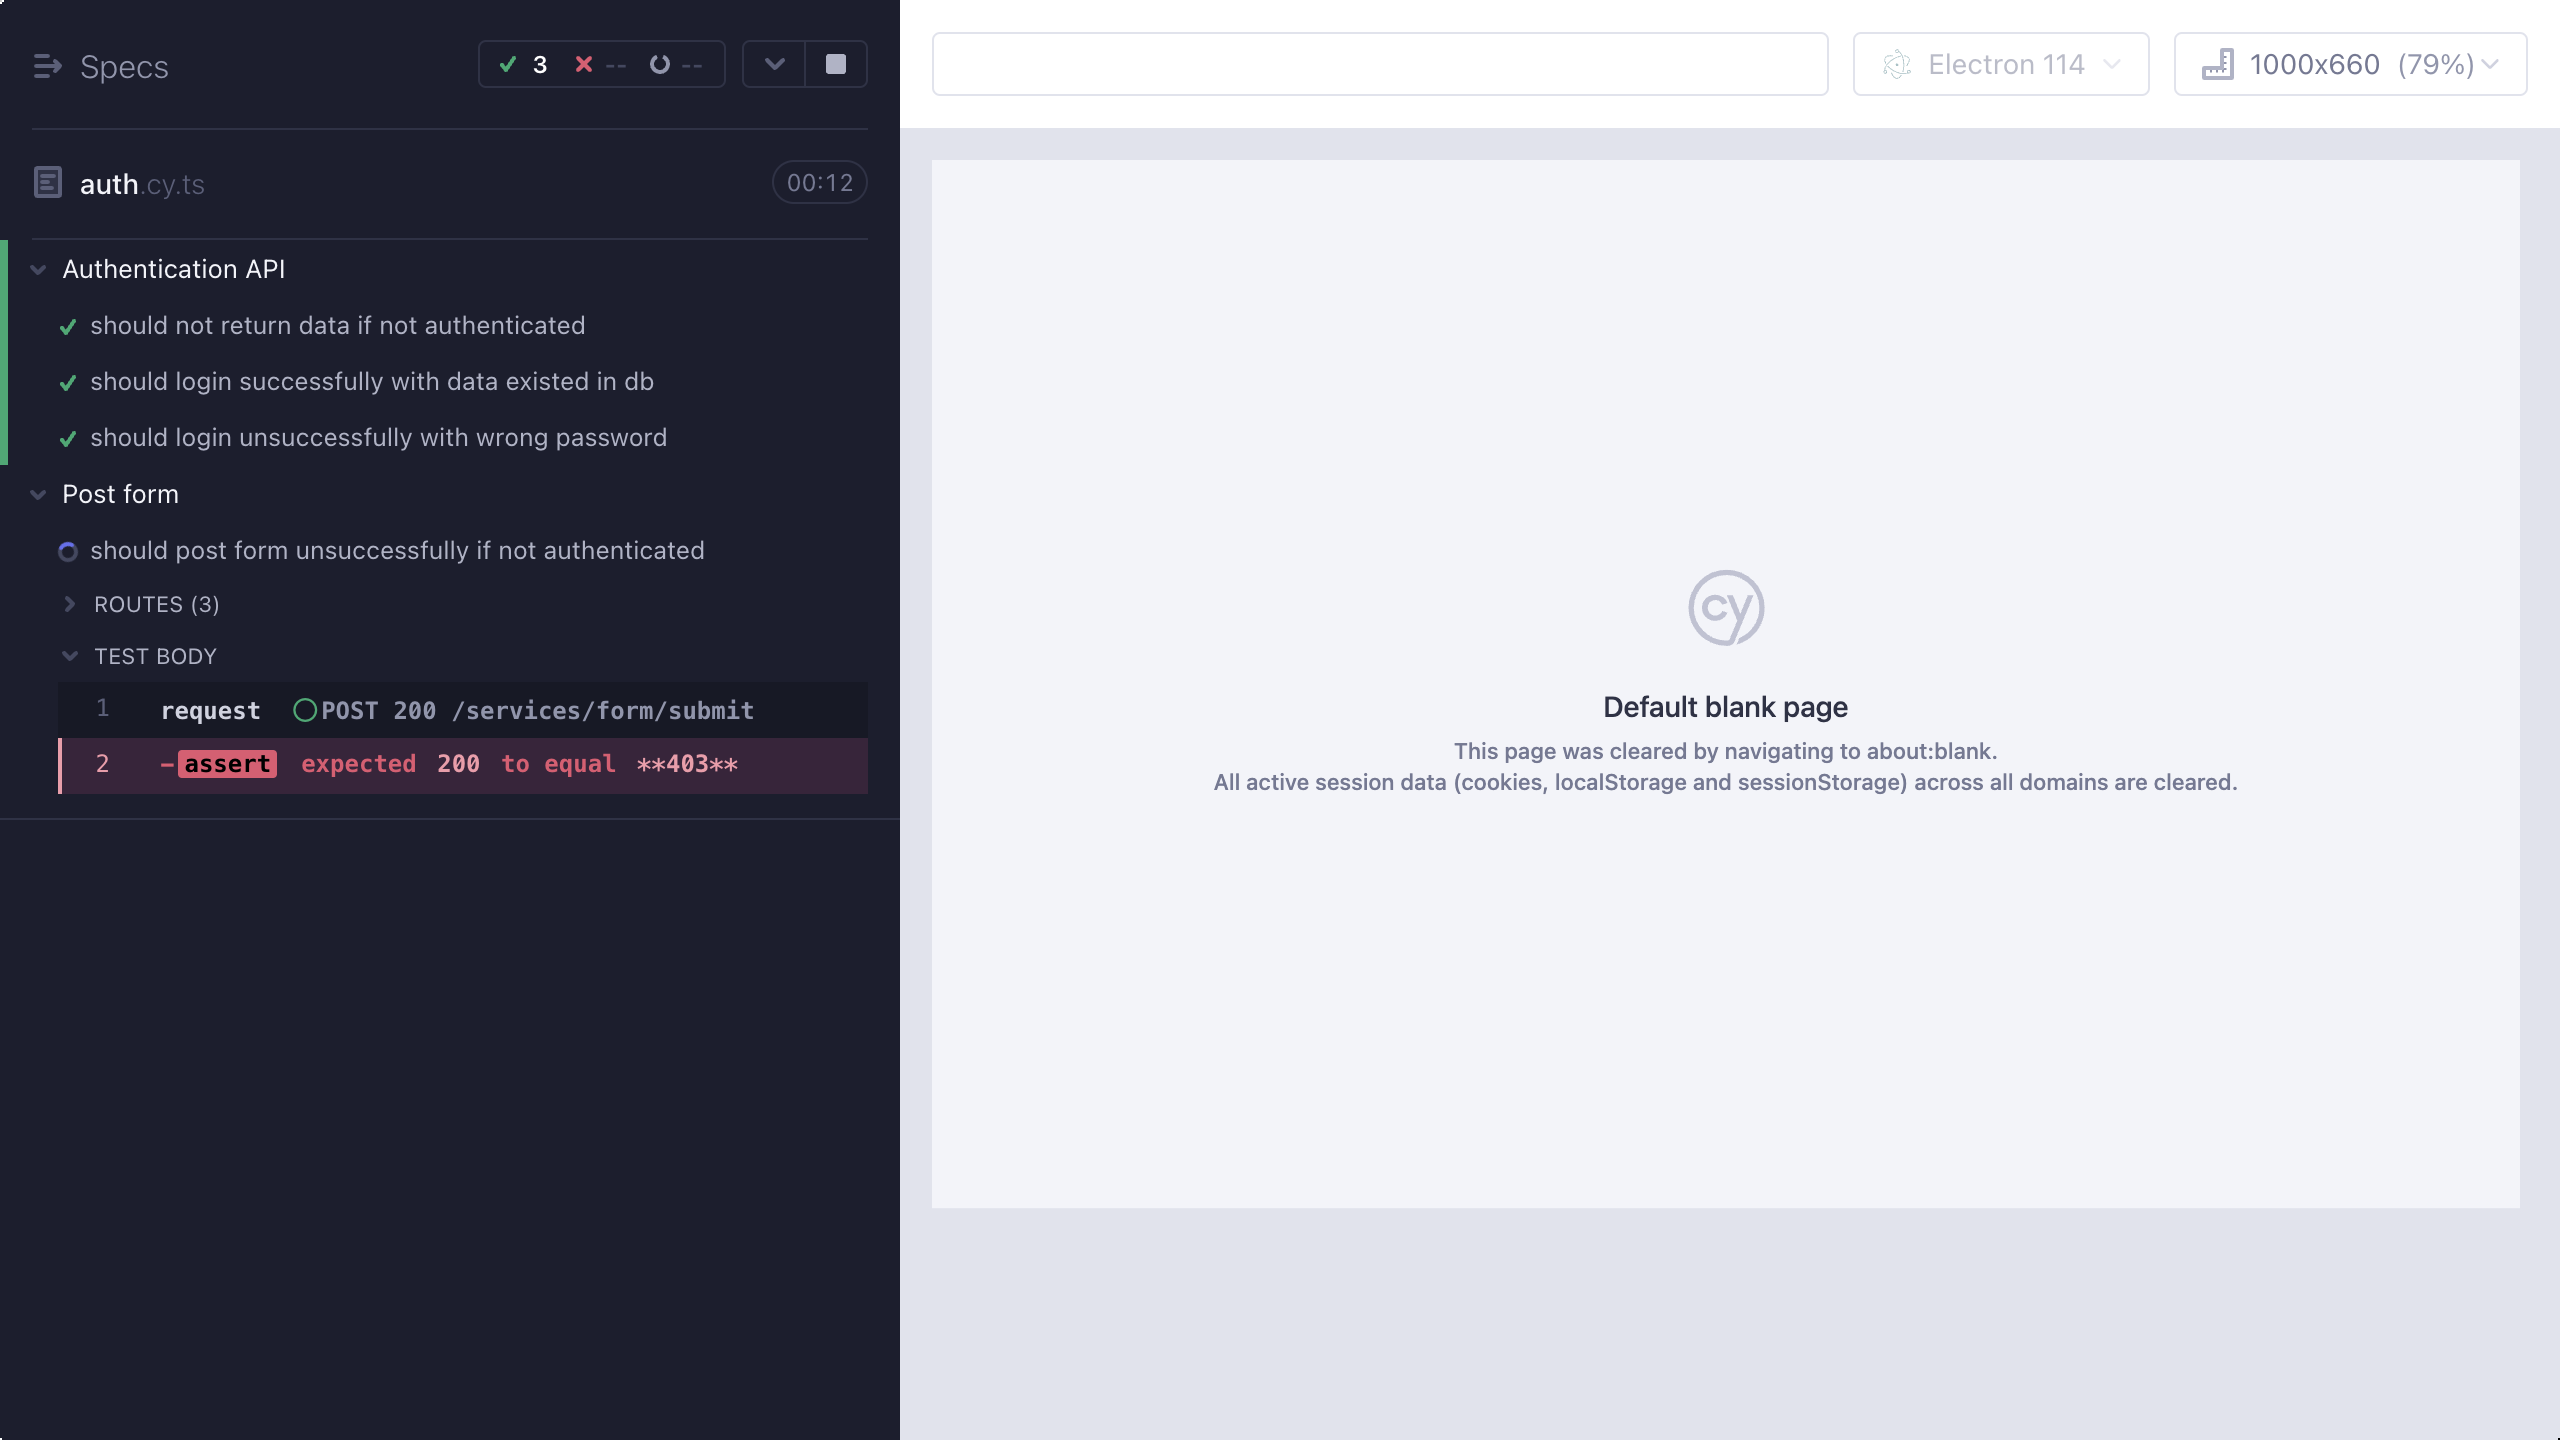 Specs
3 -- --
auth.cy.ts
00:12
Authentication API
should not return data if not authenticated
should login successfully with data existed in db
should login unsuccessfully with wrong password
Post form
should post form unsuccessfully if not authenticated
ROUTES (3)
TEST BODY
1 request POST 200 /services/form/submit
2 -assert expected 200 to equal **403**
Electron 114
1000x660 (79%)
cy
Default blank page
This page was cleared by navigating to about:blank.
All active session data (cookies, localStorage and sessionStorage) across all domains are cleared.